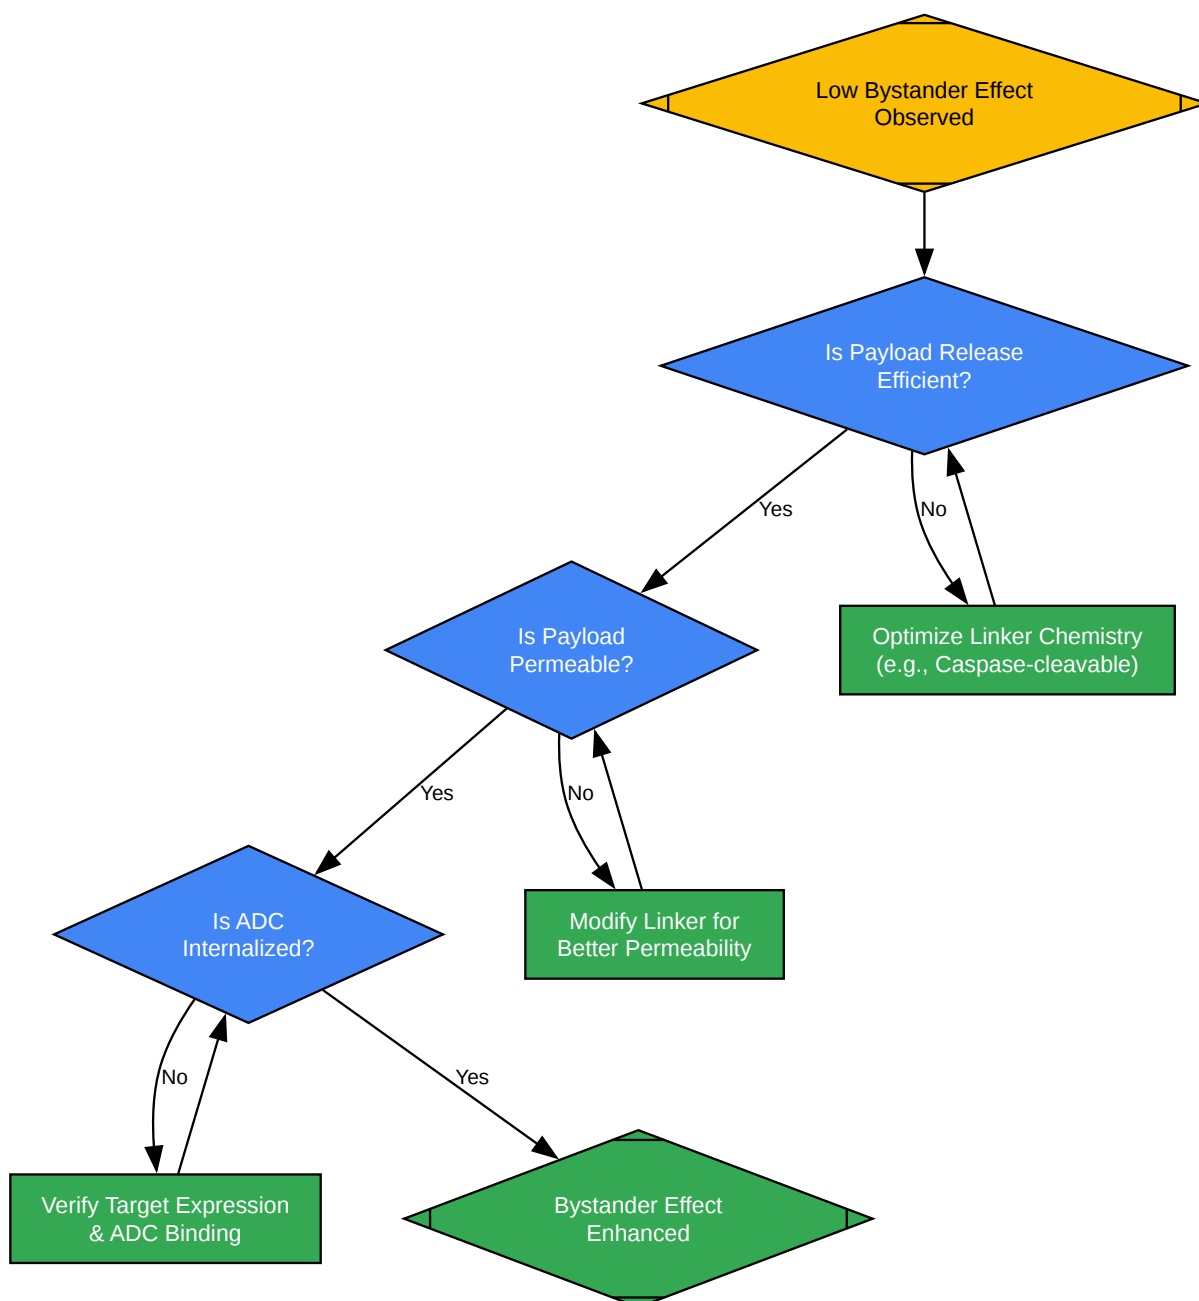 Low Bystander Effect
Observed
Is Payload Release
Efficient?
Yes
No
Is Payload
Permeable?
Optimize Linker Chemistry
(e.g., Caspase-cleavable)
Yes
No
Is ADC
Internalized?
Modify Linker for
Better Permeability
No
Yes
Verify Target Expression
& ADC Binding
Bystander Effect
Enhanced